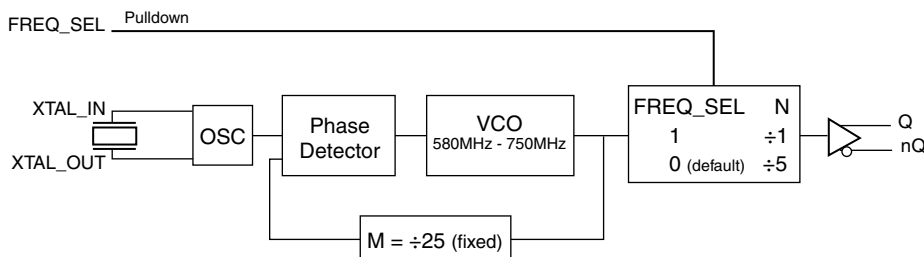 FREQ_SEL Pulldown
XTAL_IN
XTAL_OUT
OSC
Phase
Detector
VCO
580MHz - 750MHz
FREQ_SEL N
1 ÷1
0 (default) ÷5
Q
nQ
M = ÷25 (fixed)